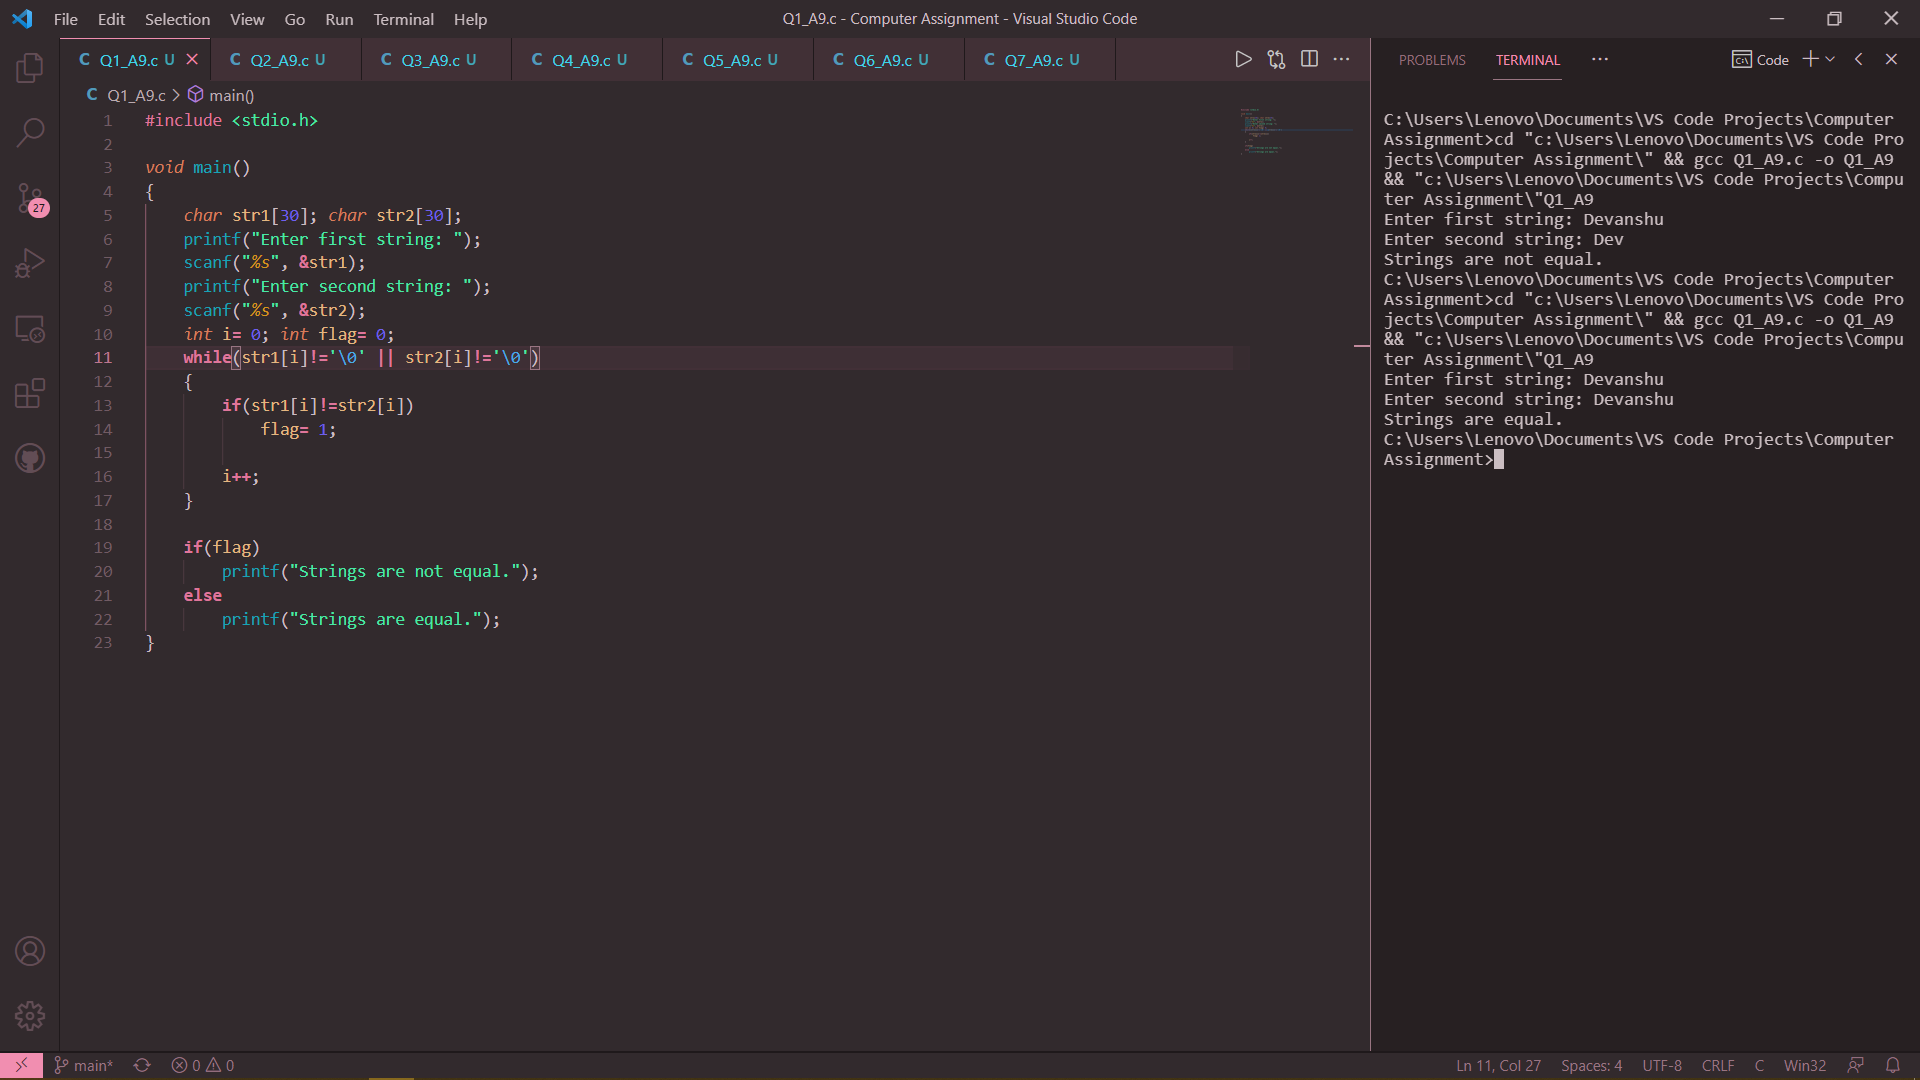 File Edit Selection View Go Run Terminal Help
Q1_A9.c - Computer Assignment - Visual Studio Code
C Q1_A9.c U C Q2_A9.c U C Q3_A9.c U C Q4_A9.c U C Q5_A9.c U C Q6_A9.c U C Q7_A9.c U
C Q1_A9.c > main()
1 #include <stdio.h>
2
3 void main()
4 {
5     char str1[30]; char str2[30];
6     printf("Enter first string: ");
7     scanf("%s", &str1);
8     printf("Enter second string: ");
9     scanf("%s", &str2);
10     int i= 0; int flag= 0;
11     while(str1[i]!='\0' || str2[i]!='\0')
12     {
13         if(str1[i]!=str2[i])
14             flag= 1;
15
16         i++;
17     }
18
19     if(flag)
20         printf("Strings are not equal.");
21     else
22         printf("Strings are equal.");
23 }
PROBLEMS TERMINAL ··· Code
C:\Users\Lenovo\Documents\VS Code Projects\Computer
Assignment>cd "c:\Users\Lenovo\Documents\VS Code Pro
jects\Computer Assignment\" && gcc Q1_A9.c -o Q1_A9
&& "c:\Users\Lenovo\Documents\VS Code Projects\Compu
ter Assignment\"Q1_A9
Enter first string: Devanshu
Enter second string: Dev
Strings are not equal.
C:\Users\Lenovo\Documents\VS Code Projects\Computer
Assignment>cd "c:\Users\Lenovo\Documents\VS Code Pro
jects\Computer Assignment\" && gcc Q1_A9.c -o Q1_A9
&& "c:\Users\Lenovo\Documents\VS Code Projects\Compu
ter Assignment\"Q1_A9
Enter first string: Devanshu
Enter second string: Devanshu
Strings are equal.
C:\Users\Lenovo\Documents\VS Code Projects\Computer
Assignment>
27
main* 0 0 Ln 11, Col 27 Spaces: 4 UTF-8 CRLF C Win32